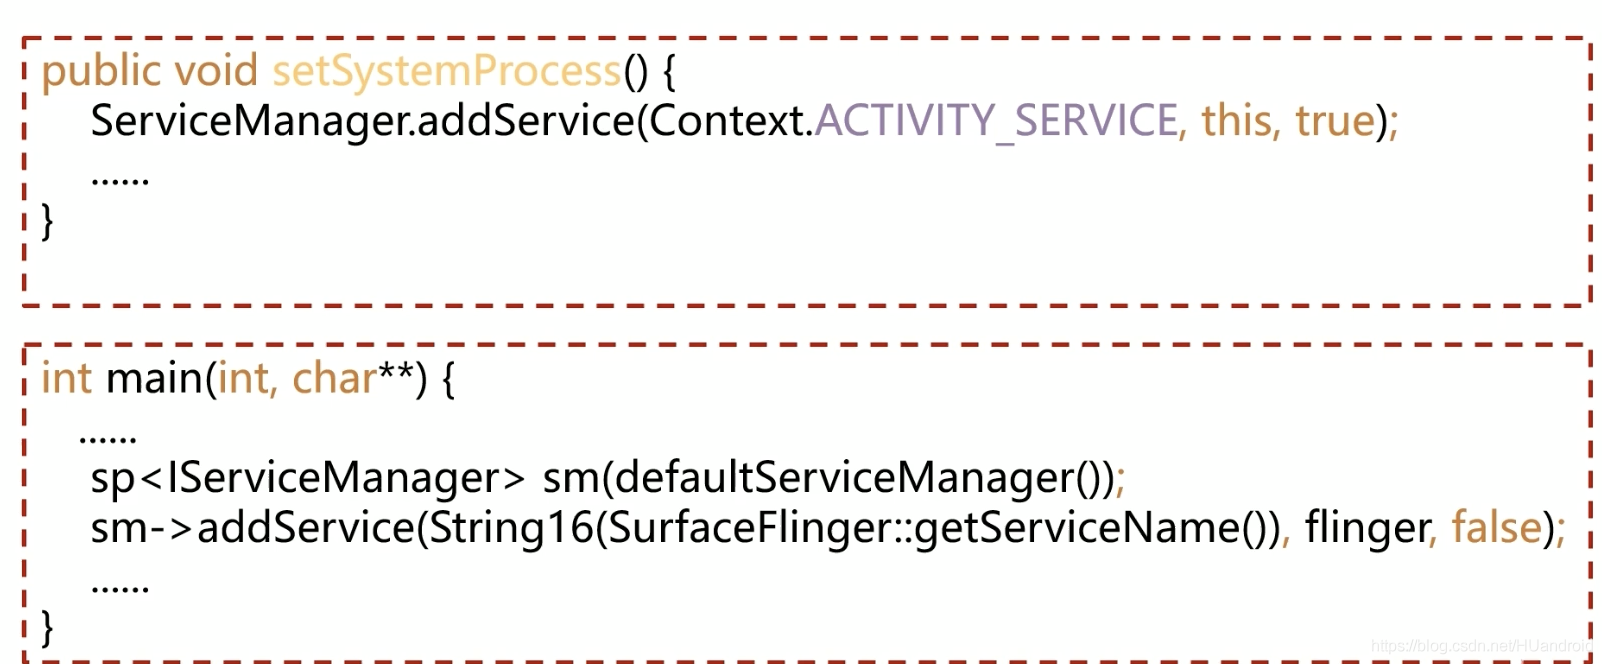 public void setSystemProcess() {
ServiceManager.addService(Context.ACTIVITY_SERVICE, this, true);
......
}
int main(int, char**) {
......
sp<IServiceManager> sm(defaultServiceManager());
sm->addService(String16(SurfaceFlinger::getServiceName()), flinger, false);
......
}
https://blog.csdn.net/HUandroid